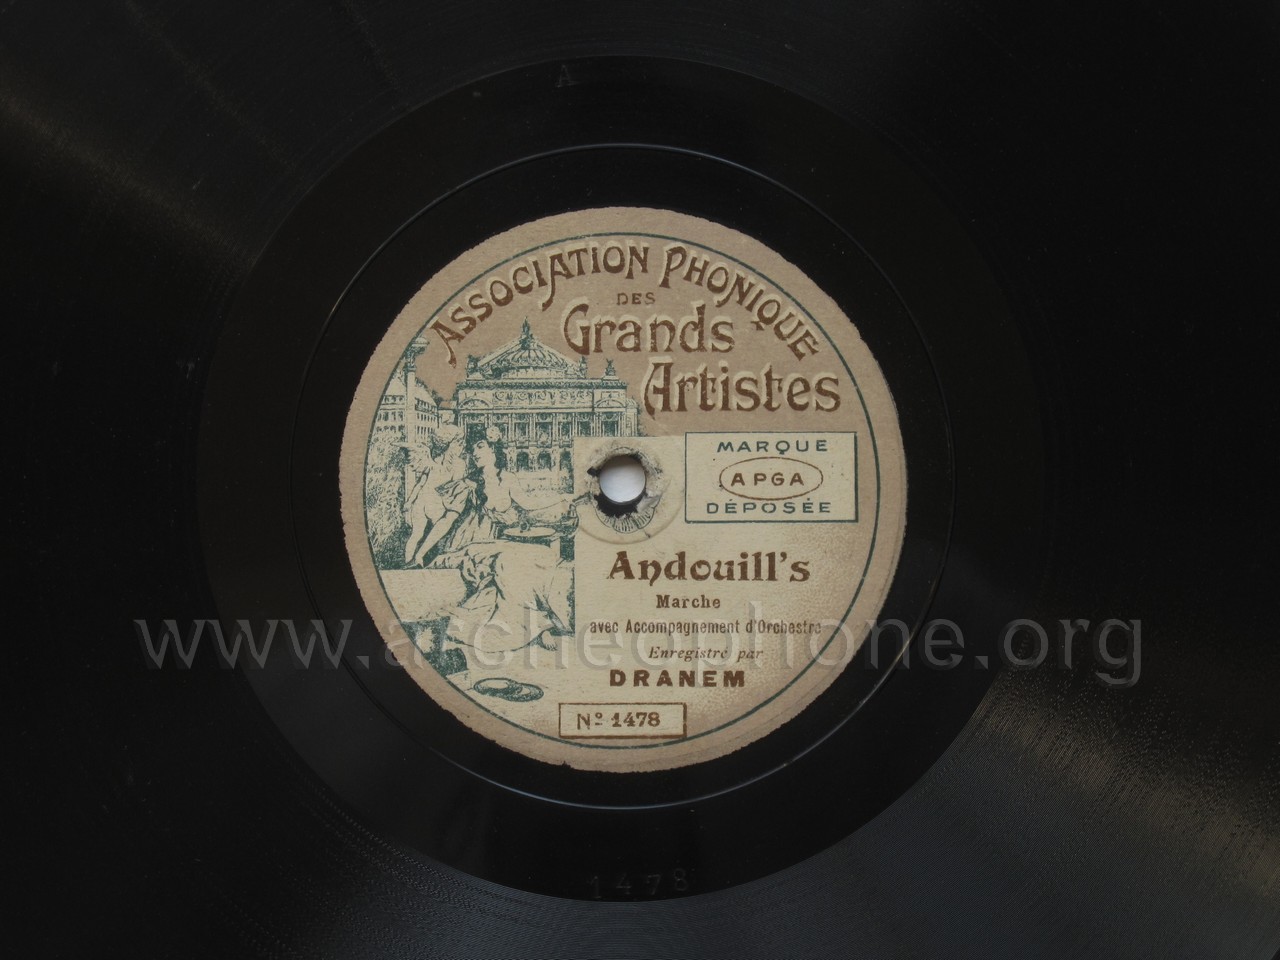 A
ASSOCIATION PHONIQUE
DES
Grands
Artistes
MARQUE
APGA
DÉPOSÉE
Andouill's
Marche
avec Accompagnement d'Orchestre
Enregistré par
DRANEM
Nº 1478
1478
www.archeophone.org